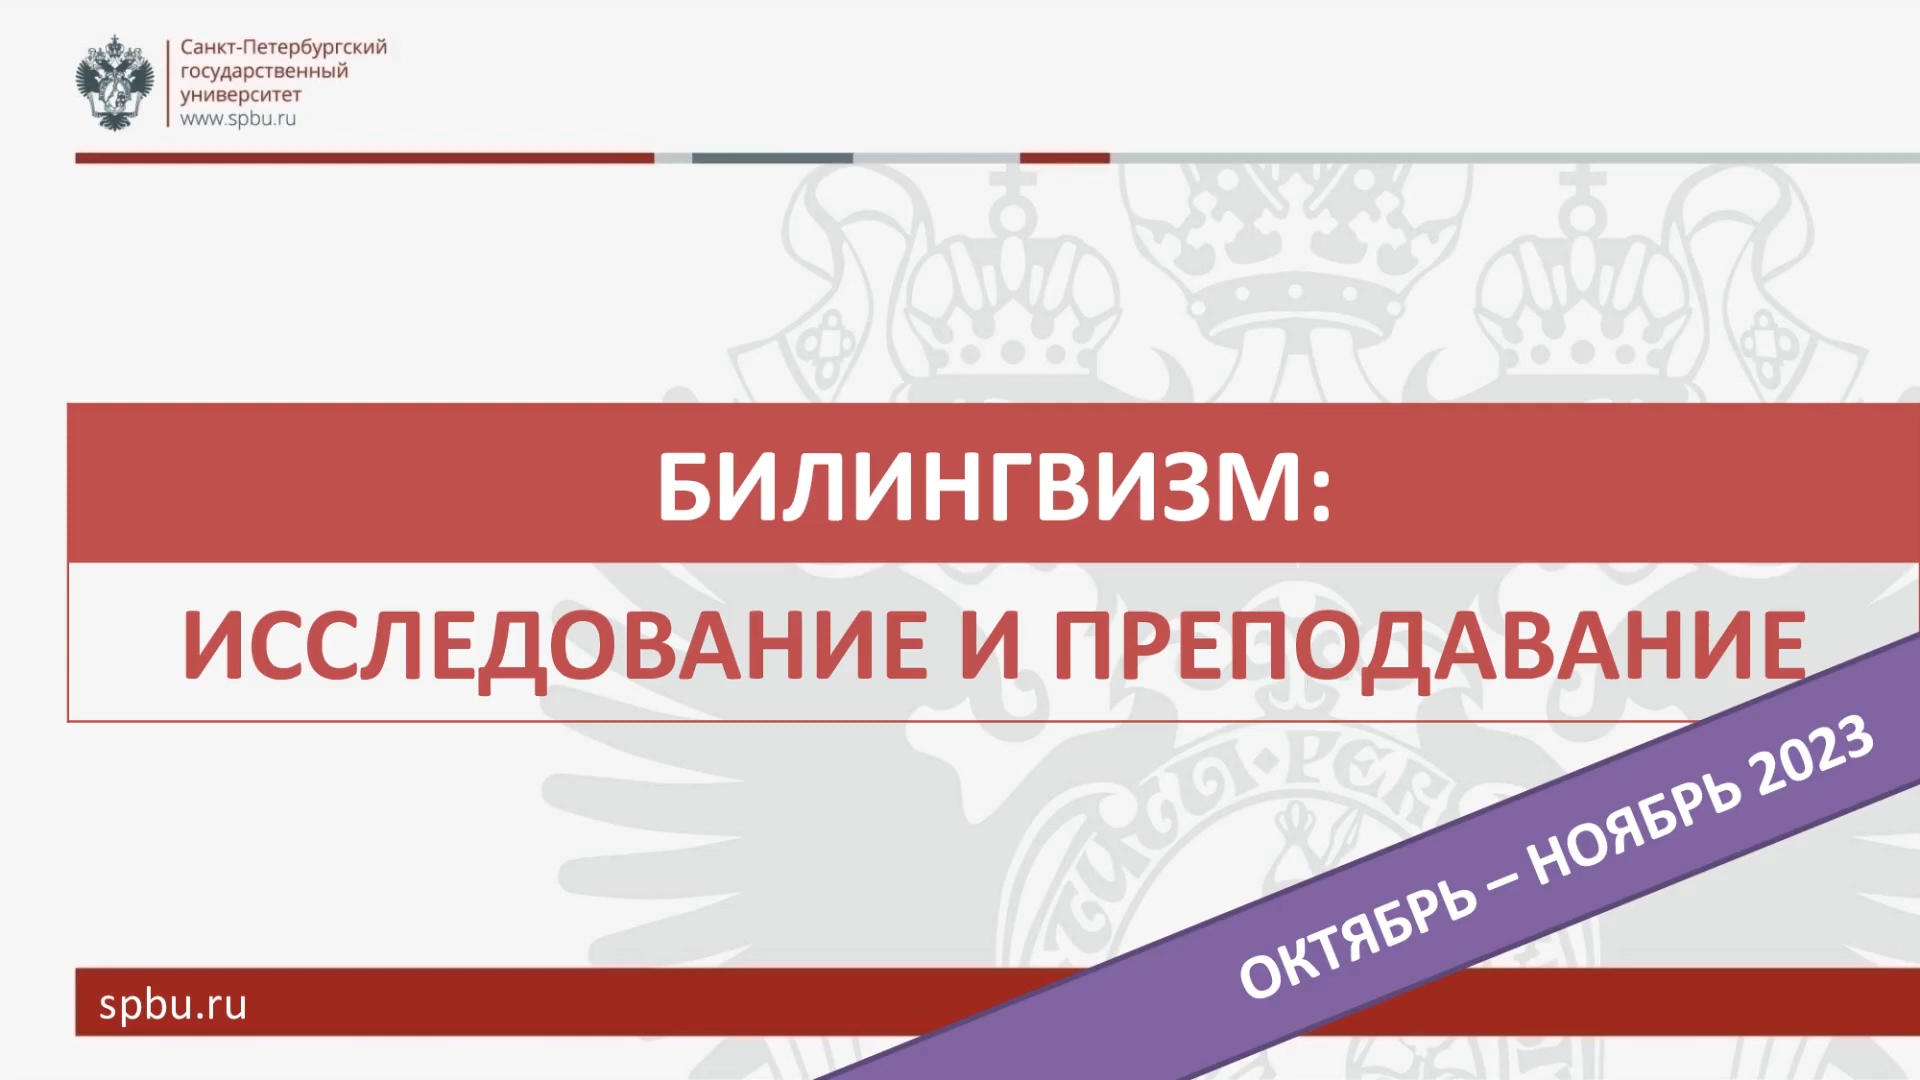 Санкт-Петербургский
государственный
университет
www.spbu.ru
БИЛИНГВИЗМ:
ИССЛЕДОВАНИЕ И ПРЕПОДАВАНИЕ
ОКТЯБРЬ – НОЯБРЬ 2023
spbu.ru